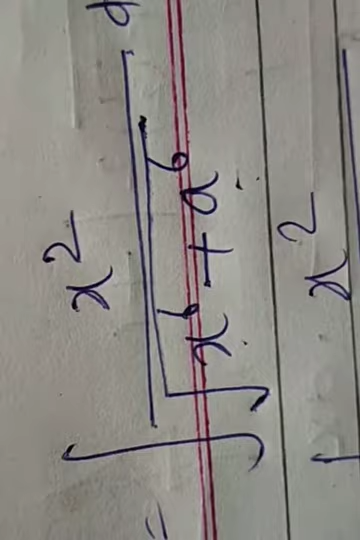 = ∫ x² / √(x⁶ + a⁶) d
∫ x²